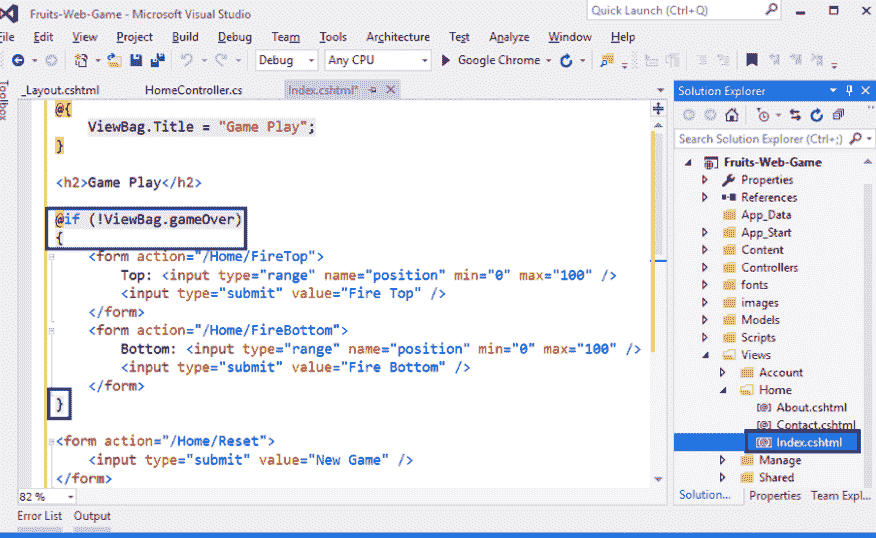 Fruits-Web-Game - Microsoft Visual Studio
Quick Launch (Ctrl+Q)
File Edit View Project Build Debug Team Tools Architecture Test Analyze Window Help
Debug Any CPU Google Chrome
Toolbox
_Layout.cshtml HomeController.cs Index.cshtml*
@{
ViewBag.Title = "Game Play";
}
<h2>Game Play</h2>
@if (!ViewBag.gameOver)
{
<form action="/Home/FireTop">
Top: <input type="range" name="position" min="0" max="100" />
<input type="submit" value="Fire Top" />
</form>
<form action="/Home/FireBottom">
Bottom: <input type="range" name="position" min="0" max="100" />
<input type="submit" value="Fire Bottom" />
</form>
}
<form action="/Home/Reset">
<input type="submit" value="New Game" />
</form>
82 %
Error List Output
Solution Explorer
Search Solution Explorer (Ctrl+;)
Fruits-Web-Game
Properties
References
App_Data
App_Start
Content
Controllers
fonts
images
Models
Scripts
Views
Account
Home
About.cshtml
Contact.cshtml
Index.cshtml
Manage
Shared
Solution... Properties Team Expl...